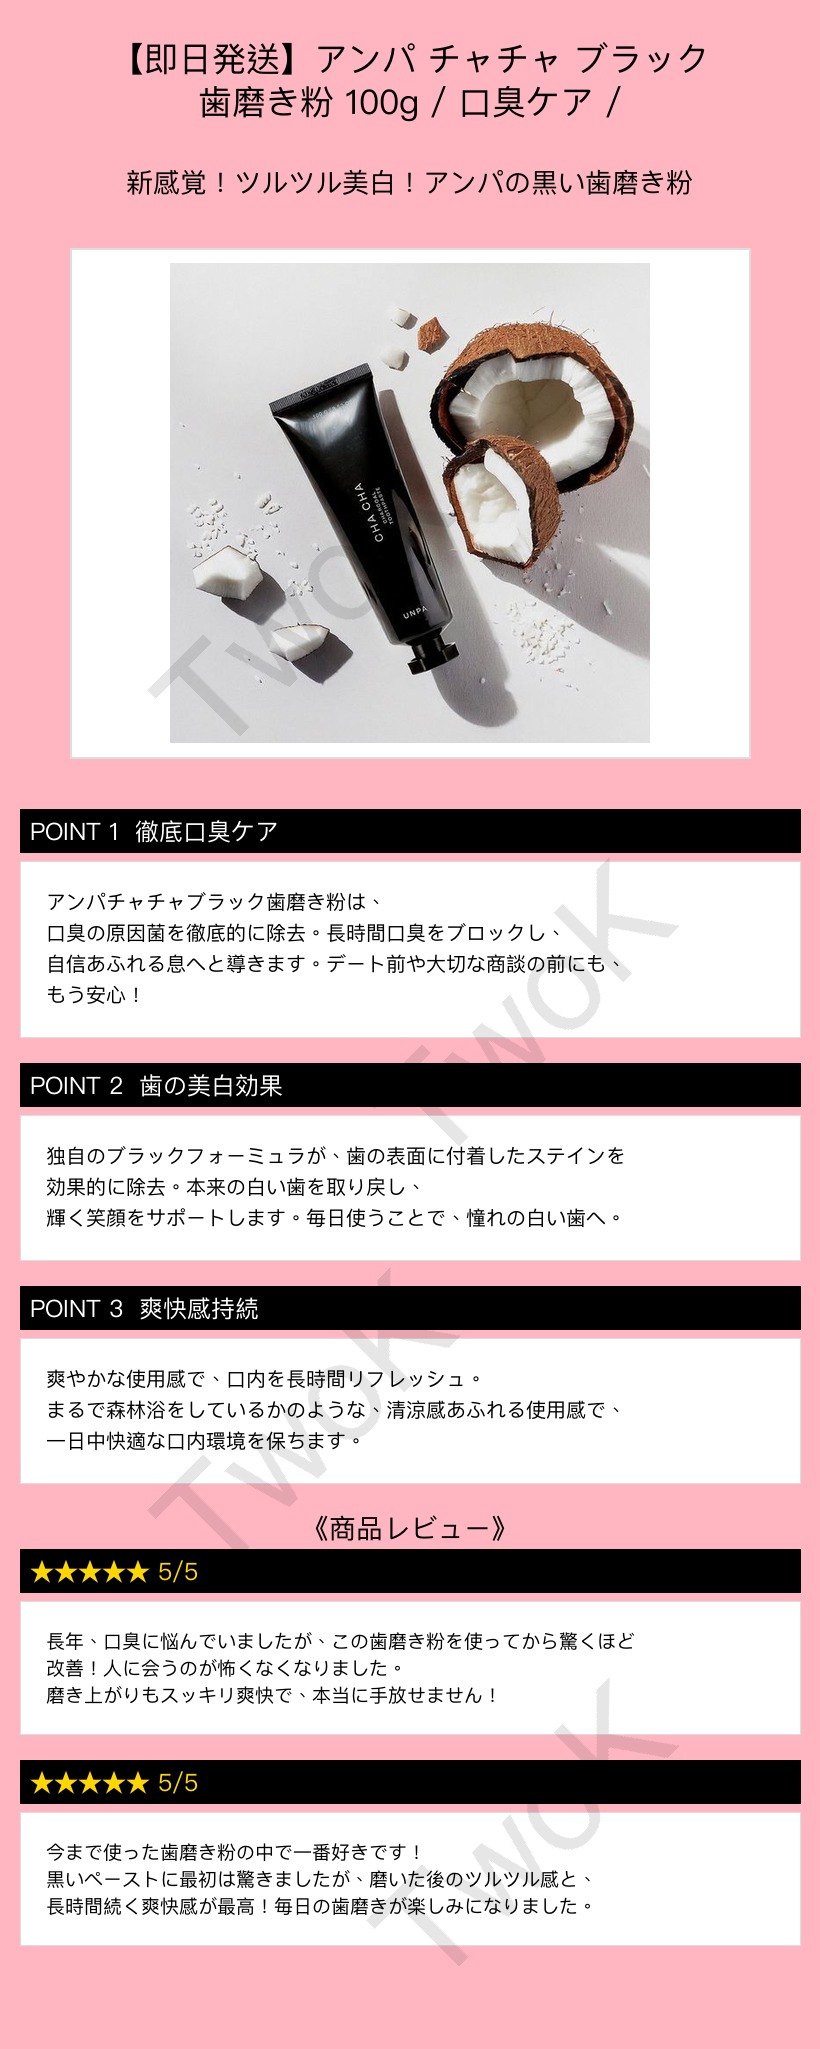 【即日発送】アンパ チャチャ ブラック
歯磨き粉 100g / 口臭ケア /
新感覚！ツルツル美白！アンパの黒い歯磨き粉
CHA CHA
CHARCOAL
TOOTHPASTE
UNPA
TwoK
POINT 1 徹底口臭ケア
アンパチャチャブラック歯磨き粉は、
口臭の原因菌を徹底的に除去。長時間口臭をブロックし、
自信あふれる息へと導きます。デート前や大切な商談の前にも、
もう安心！
TwoK
POINT 2 歯の美白効果
独自のブラックフォーミュラが、歯の表面に付着したステインを
効果的に除去。本来の白い歯を取り戻し、
輝く笑顔をサポートします。毎日使うことで、憧れの白い歯へ。
POINT 3 爽快感持続
爽やかな使用感で、口内を長時間リフレッシュ。
まるで森林浴をしているかのような、清涼感あふれる使用感で、
一日中快適な口内環境を保ちます。
TwoK
《商品レビュー》
★★★★★ 5/5
長年、口臭に悩んでいましたが、この歯磨き粉を使ってから驚くほど
改善！人に会うのが怖くなくなりました。
磨き上がりもスッキリ爽快で、本当に手放せません！
★★★★★ 5/5
今まで使った歯磨き粉の中で一番好きです！
黒いペーストに最初は驚きましたが、磨いた後のツルツル感と、
長時間続く爽快感が最高！毎日の歯磨きが楽しみになりました。
TwoK